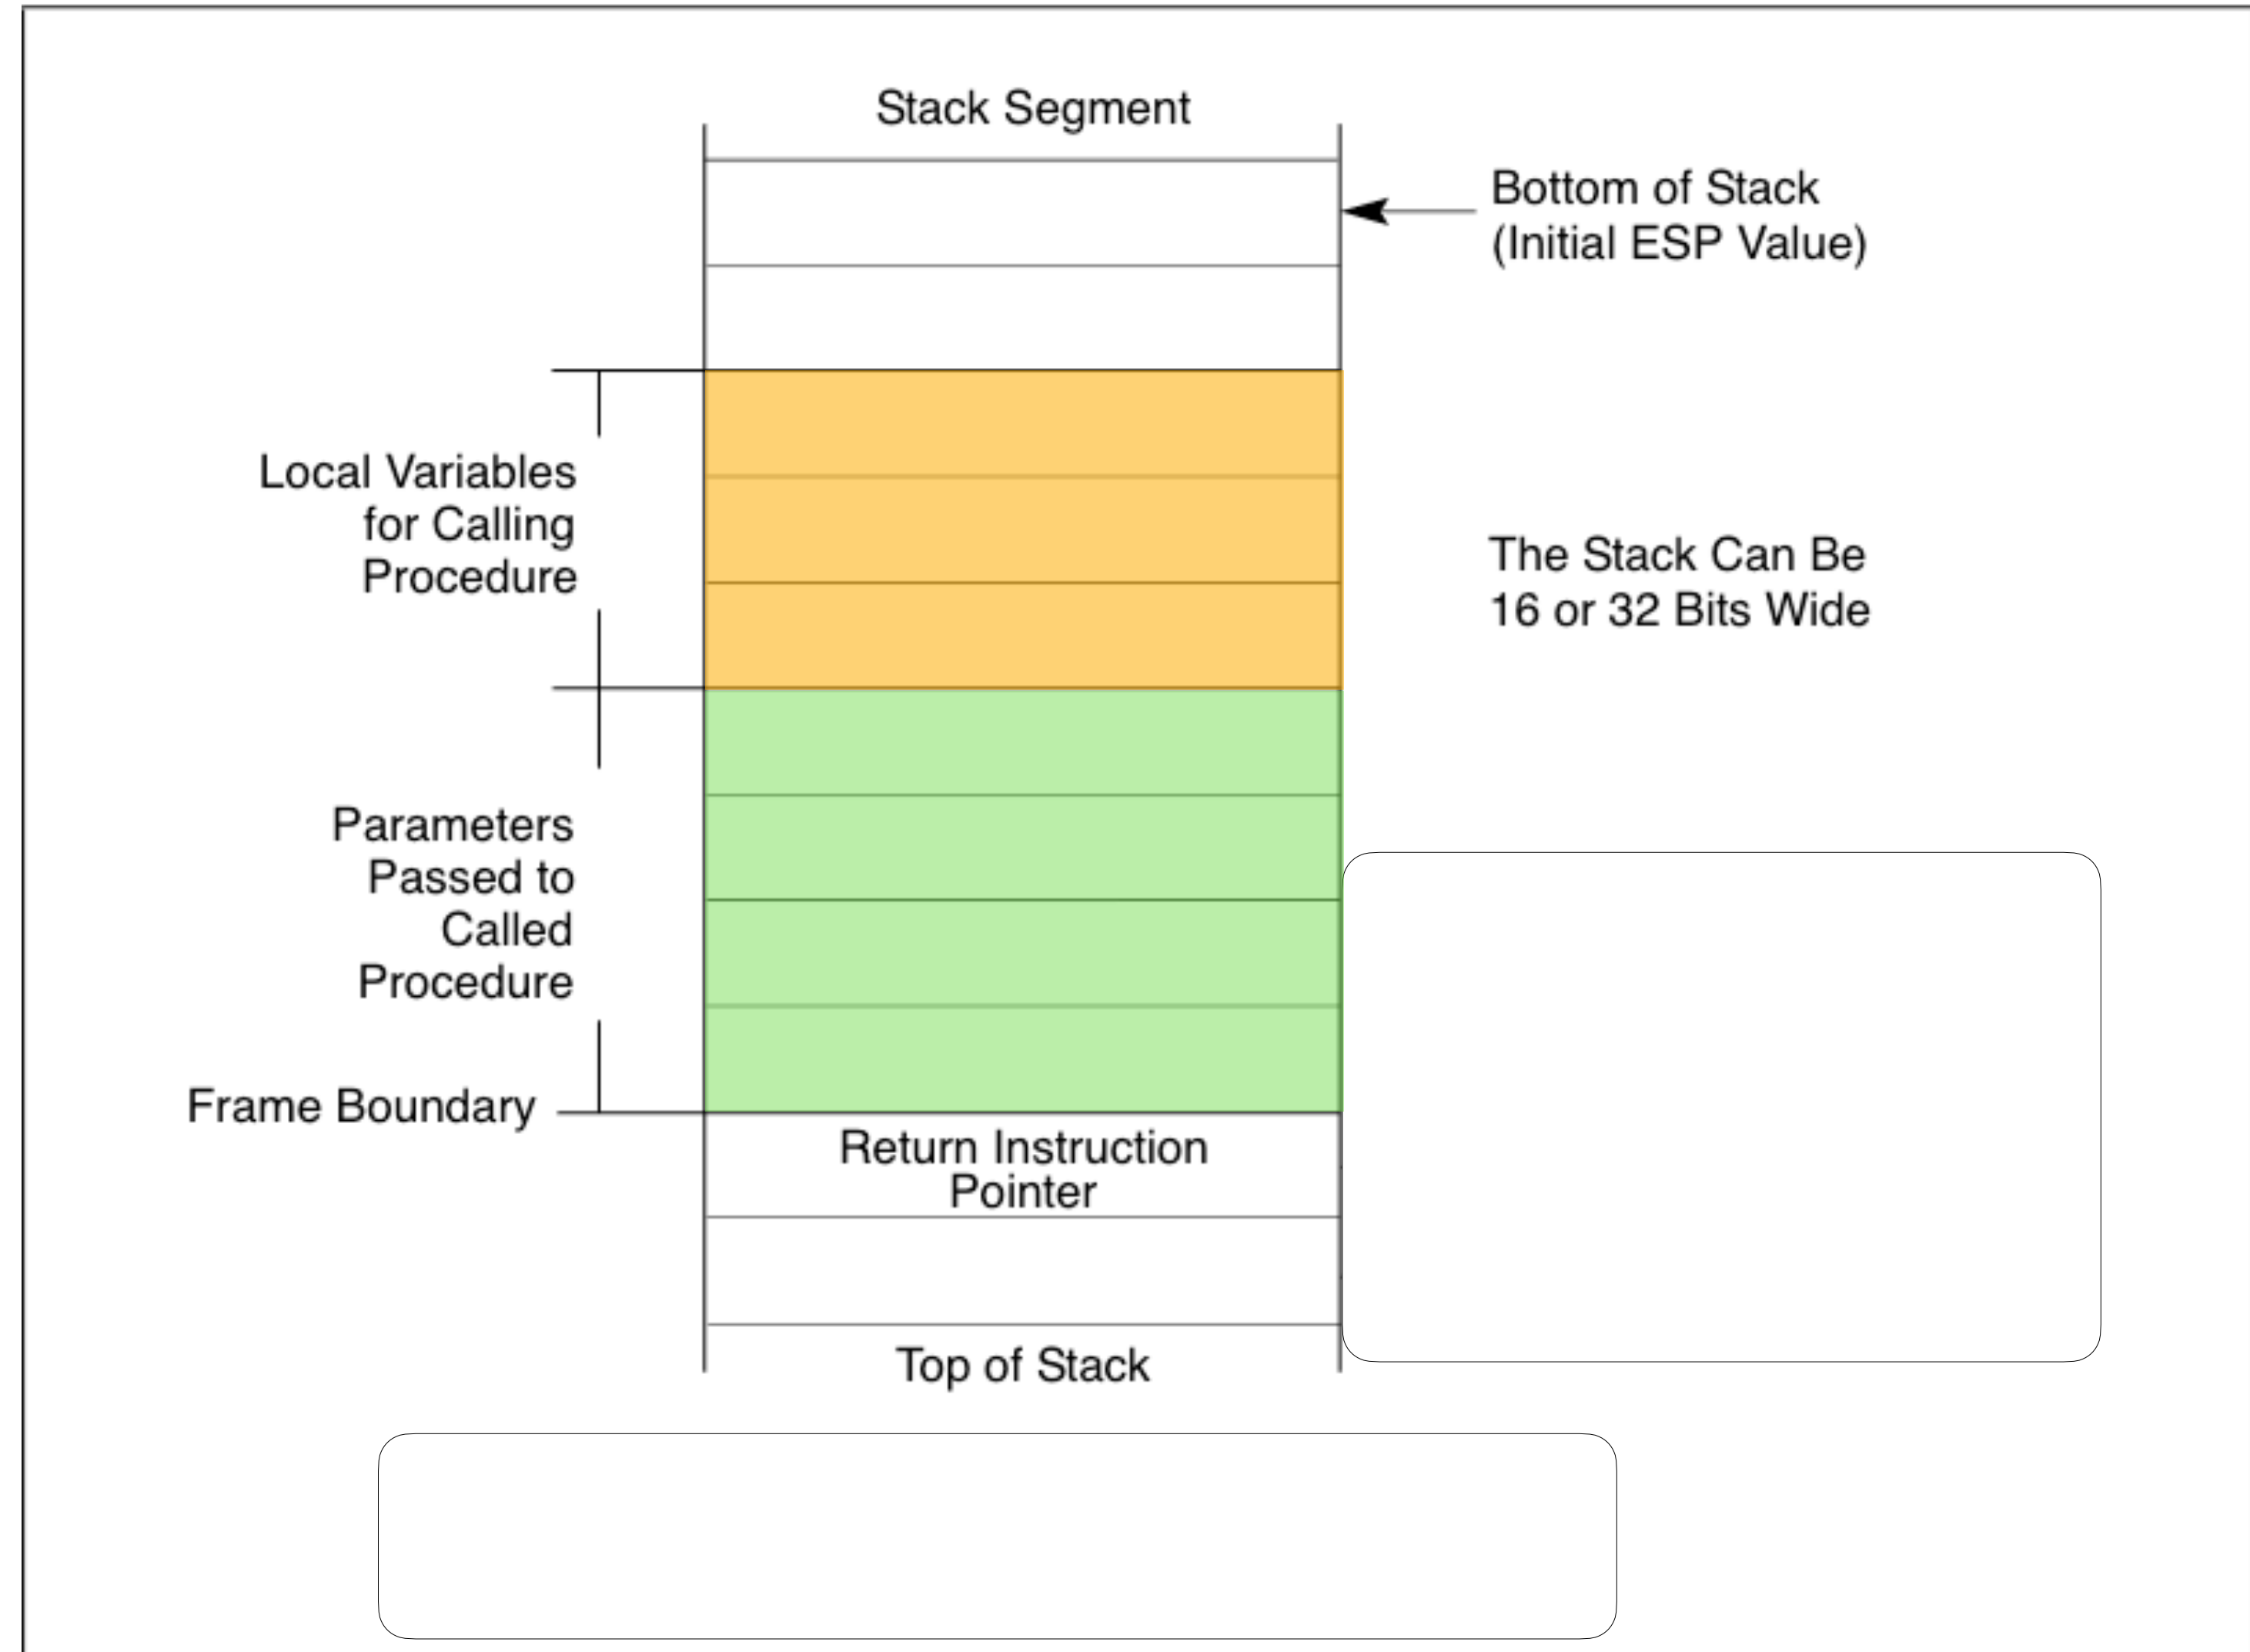 Stack Segment
Bottom of Stack
(Initial ESP Value)
Local Variables
for Calling
Procedure
The Stack Can Be
16 or 32 Bits Wide
Parameters
Passed to
Called
Procedure
Frame Boundary
Return Instruction
Pointer
Top of Stack